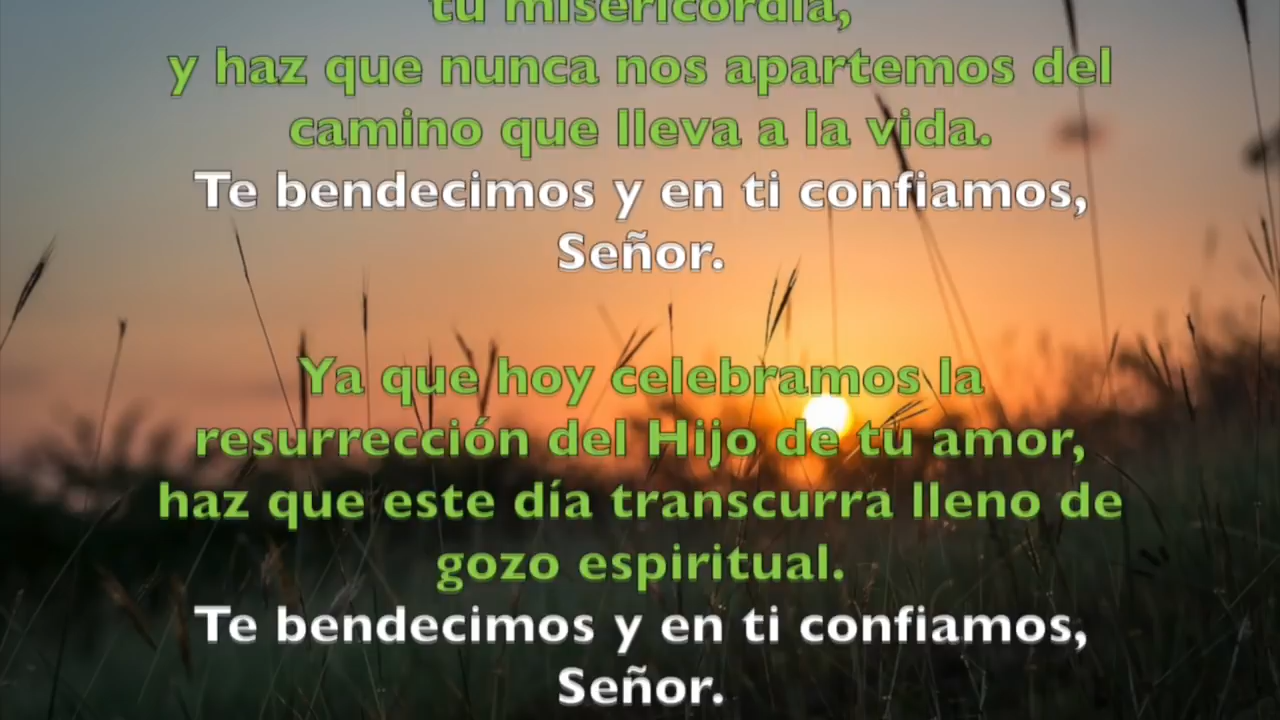 tu misericordia,
y haz que nunca nos apartemos del
camino que lleva a la vida.
Te bendecimos y en ti confiamos,
Señor.
Ya que hoy celebramos la
resurrección del Hijo de tu amor,
haz que este día transcurra lleno de
gozo espiritual.
Te bendecimos y en ti confiamos,
Señor.